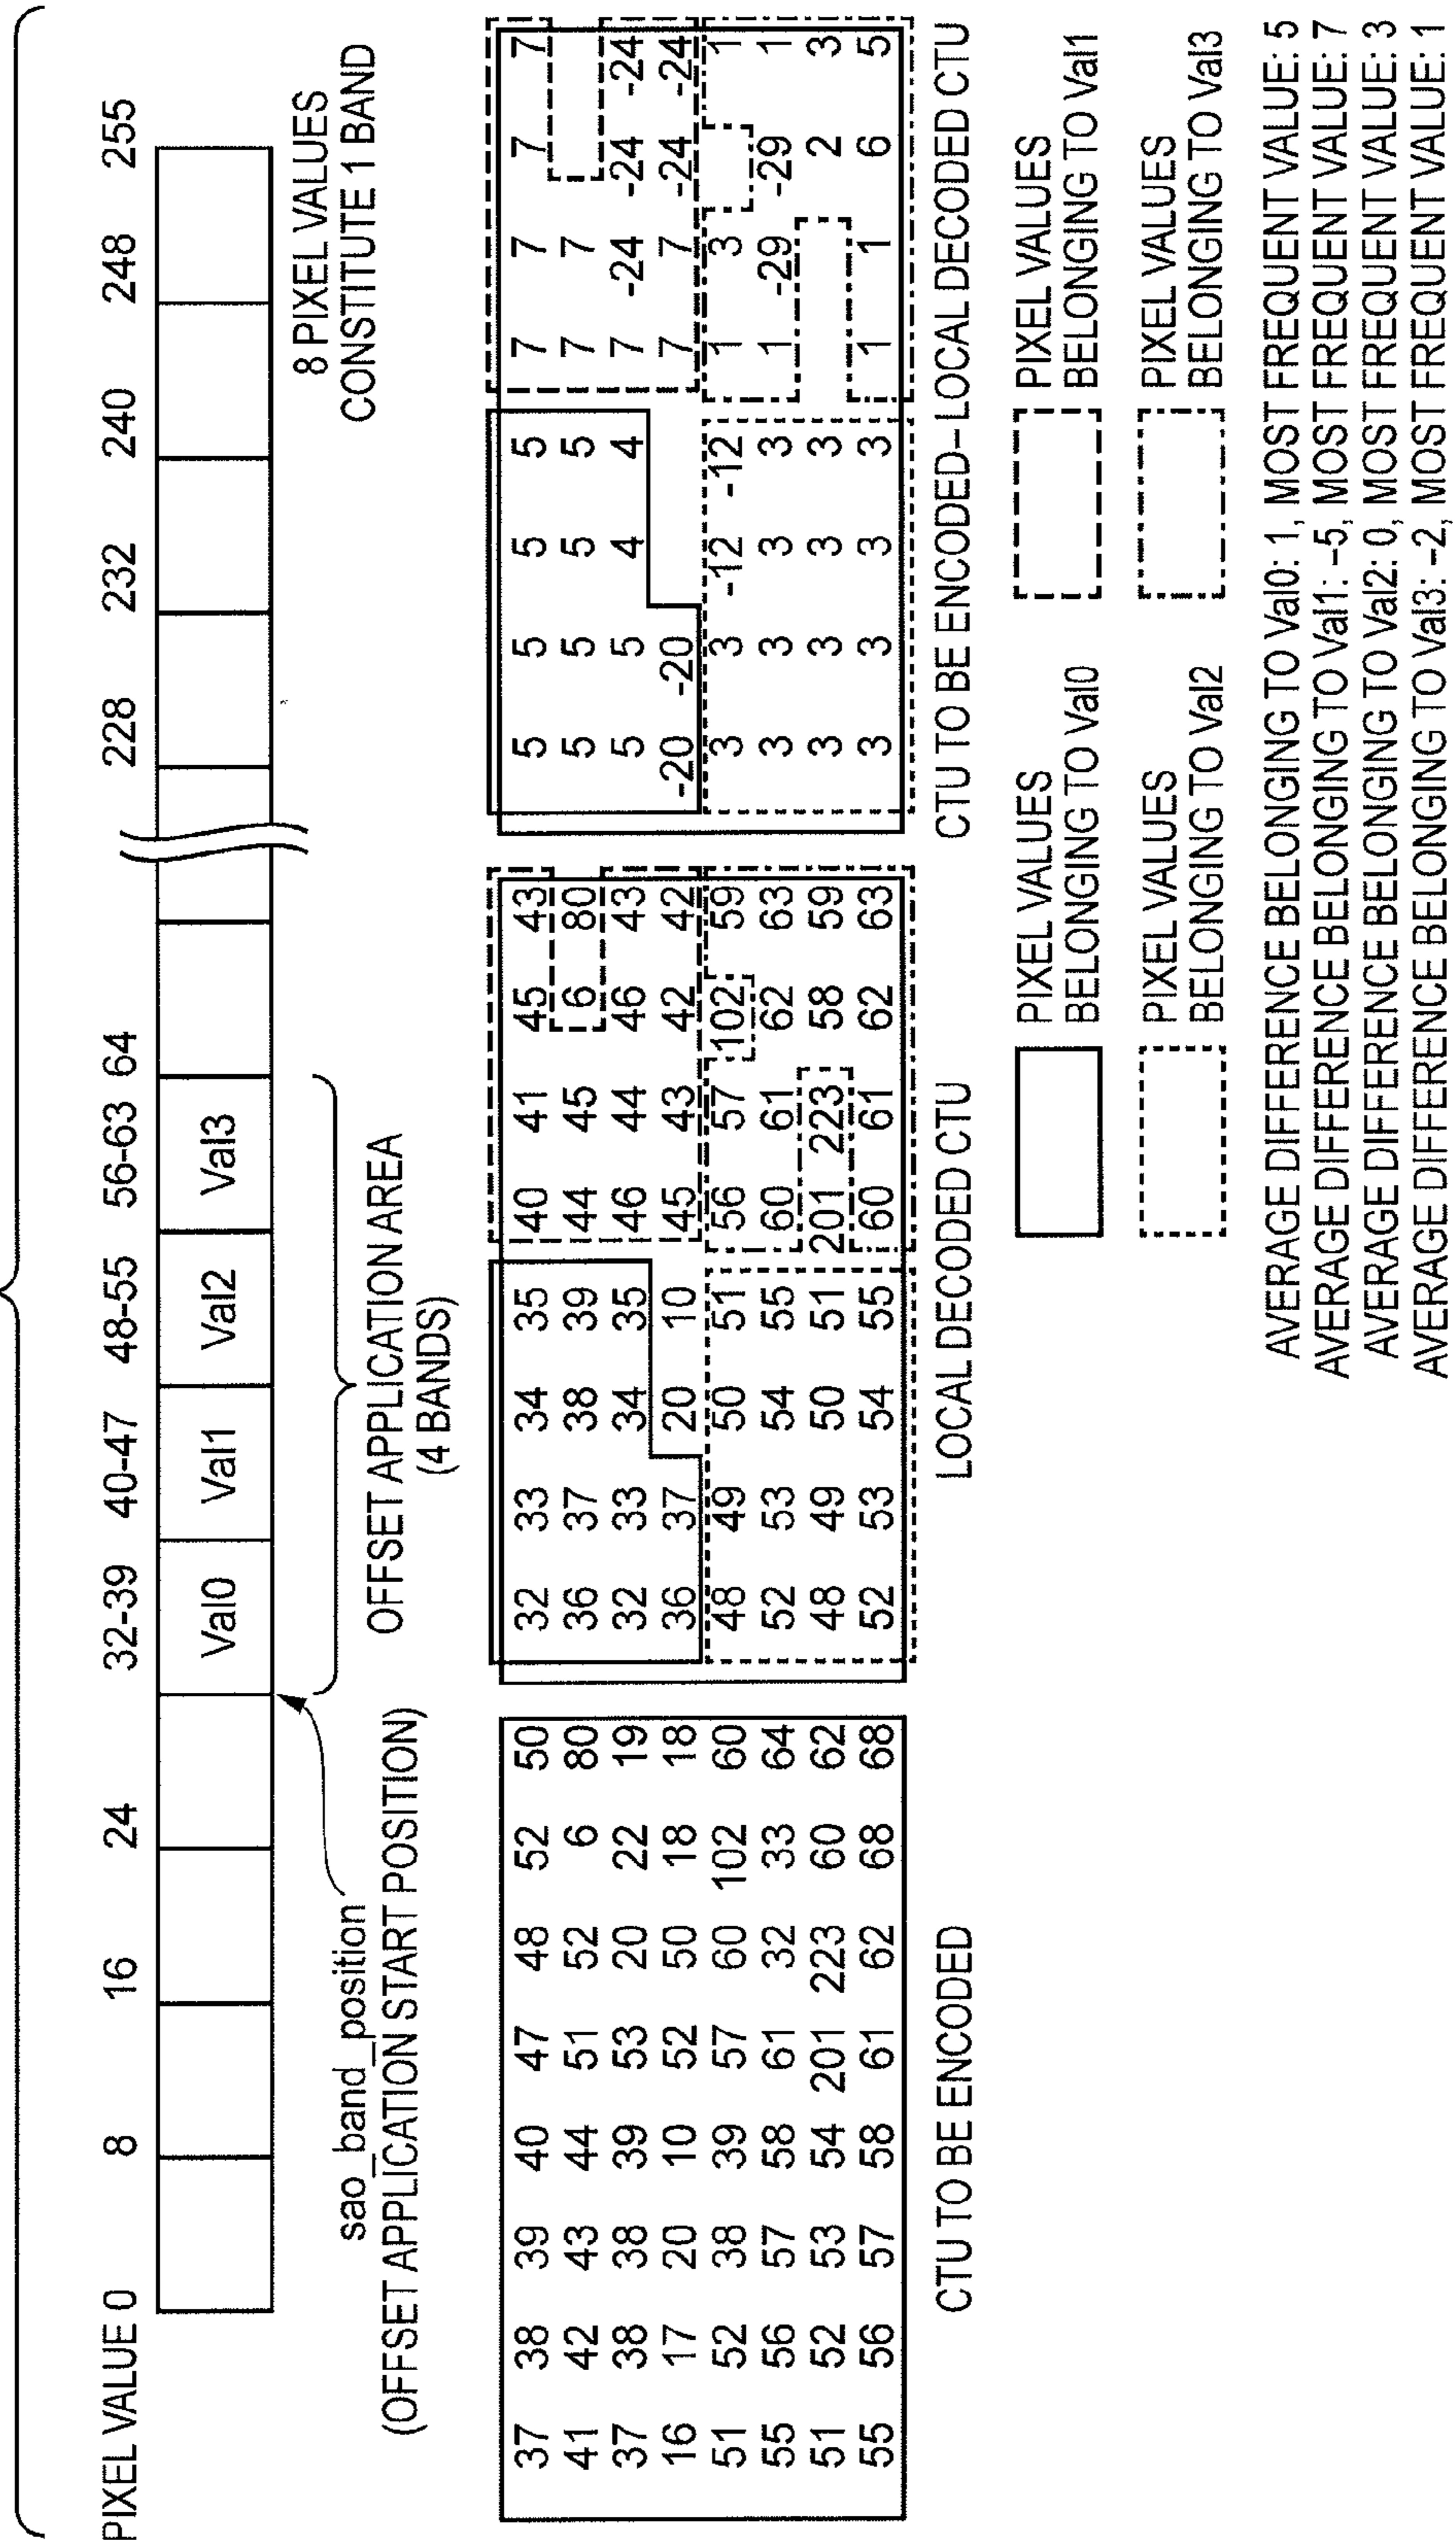 PIXEL VALUE 0 8 16 24 32-39 40-47 48-55 56-63 64 228 232 240 248 255
Val0 Val1 Val2 Val3
sao_band_position
(OFFSET APPLICATION START POSITION)
OFFSET APPLICATION AREA
(4 BANDS)
8 PIXEL VALUES
CONSTITUTE 1 BAND
37 38 39 40 47 48 52 50
41 42 43 44 51 52 6 80
37 38 38 39 53 20 22 19
16 17 20 10 52 50 18 18
51 52 38 39 57 60 102 60
55 56 57 58 61 32 33 64
51 52 53 54 201 223 60 62
55 56 57 58 61 62 68 68
CTU TO BE ENCODED
32 33 34 35 40 41 45 43
36 37 38 39 44 45 6 80
32 33 34 35 46 44 46 43
36 37 20 10 45 43 42 42
48 49 50 51 56 57 102 59
52 53 54 55 60 61 62 63
48 49 50 51 201 223 58 59
52 53 54 55 60 61 62 63
LOCAL DECODED CTU
5 5 5 5 7 7 7 7
5 5 5 5 7 7
5 5 4 4 7 -24 -24 -24
-20 -20 7 7 -24 -24
3 3 -12 -12 1 3 1
3 3 3 3 1 -29 -29 1
3 3 3 3 2 3
3 3 3 3 1 1 6 5
CTU TO BE ENCODED–LOCAL DECODED CTU
PIXEL VALUES
BELONGING TO Val0
PIXEL VALUES
BELONGING TO Val1
PIXEL VALUES
BELONGING TO Val2
PIXEL VALUES
BELONGING TO Val3
AVERAGE DIFFERENCE BELONGING TO Val0: 1, MOST FREQUENT VALUE: 5
AVERAGE DIFFERENCE BELONGING TO Val1: -5, MOST FREQUENT VALUE: 7
AVERAGE DIFFERENCE BELONGING TO Val2: 0, MOST FREQUENT VALUE: 3
AVERAGE DIFFERENCE BELONGING TO Val3: -2, MOST FREQUENT VALUE: 1